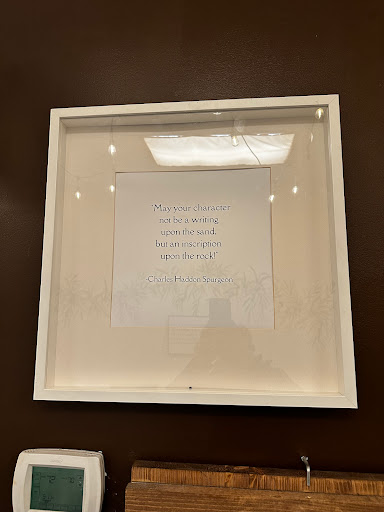 "May your character
not be a writing
upon the sand,
but an inscription
upon the rock!"
-Charles Haddon Spurgeon